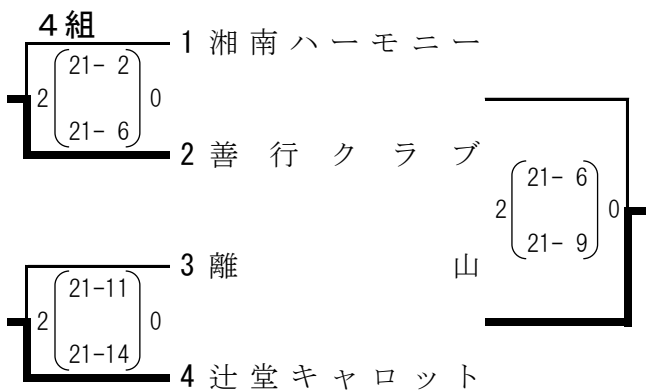 4組
1 湘南ハーモニー
2 21- 2 0
21- 6
2 善行クラブ
2 21- 6 0
21- 9
3 離山
2 21-11 0
21-14
4 辻堂キャロット